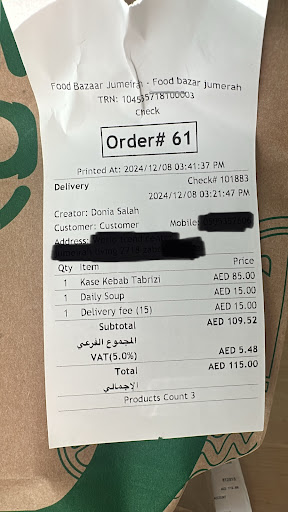 Food Bazaar Jumeirah - Food bazar jumerah
TRN: 104535718100003
Check
Order# 61
Printed At: 2024/12/08 03:41:37 PM
Delivery Check# 101883
2024/12/08 03:21:47 PM
Creator: Donia Salah
Customer: Customer Mobile:
Address:
Qty Item Price
1 Kase Kebab Tabrizi AED 85.00
1 Daily Soup AED 15.00
1 Delivery fee (15) AED 15.00
Subtotal AED 109.52
المجموع الفرعي
VAT(5.0%) AED 5.48
Total AED 115.00
الإجمالي
Products Count 3